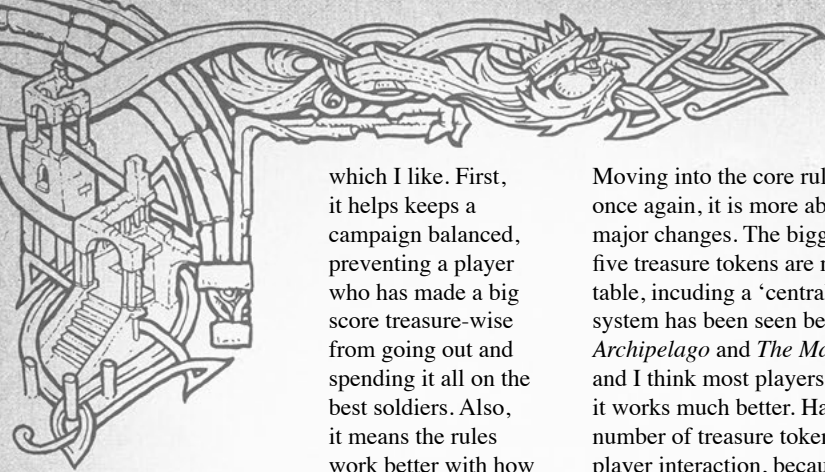 which I like. First,
it helps keeps a
campaign balanced,
preventing a player
who has made a big
score treasure-wise
from going out and
spending it all on the
best soldiers. Also,
it means the rules
work better with how
Moving into the core
once again, it is more
major changes. The
five treasure tokens are
table, incuding a ‘central
system has been seen
Archipelago and The
and I think most players
it works much better.
number of treasure
player interaction,